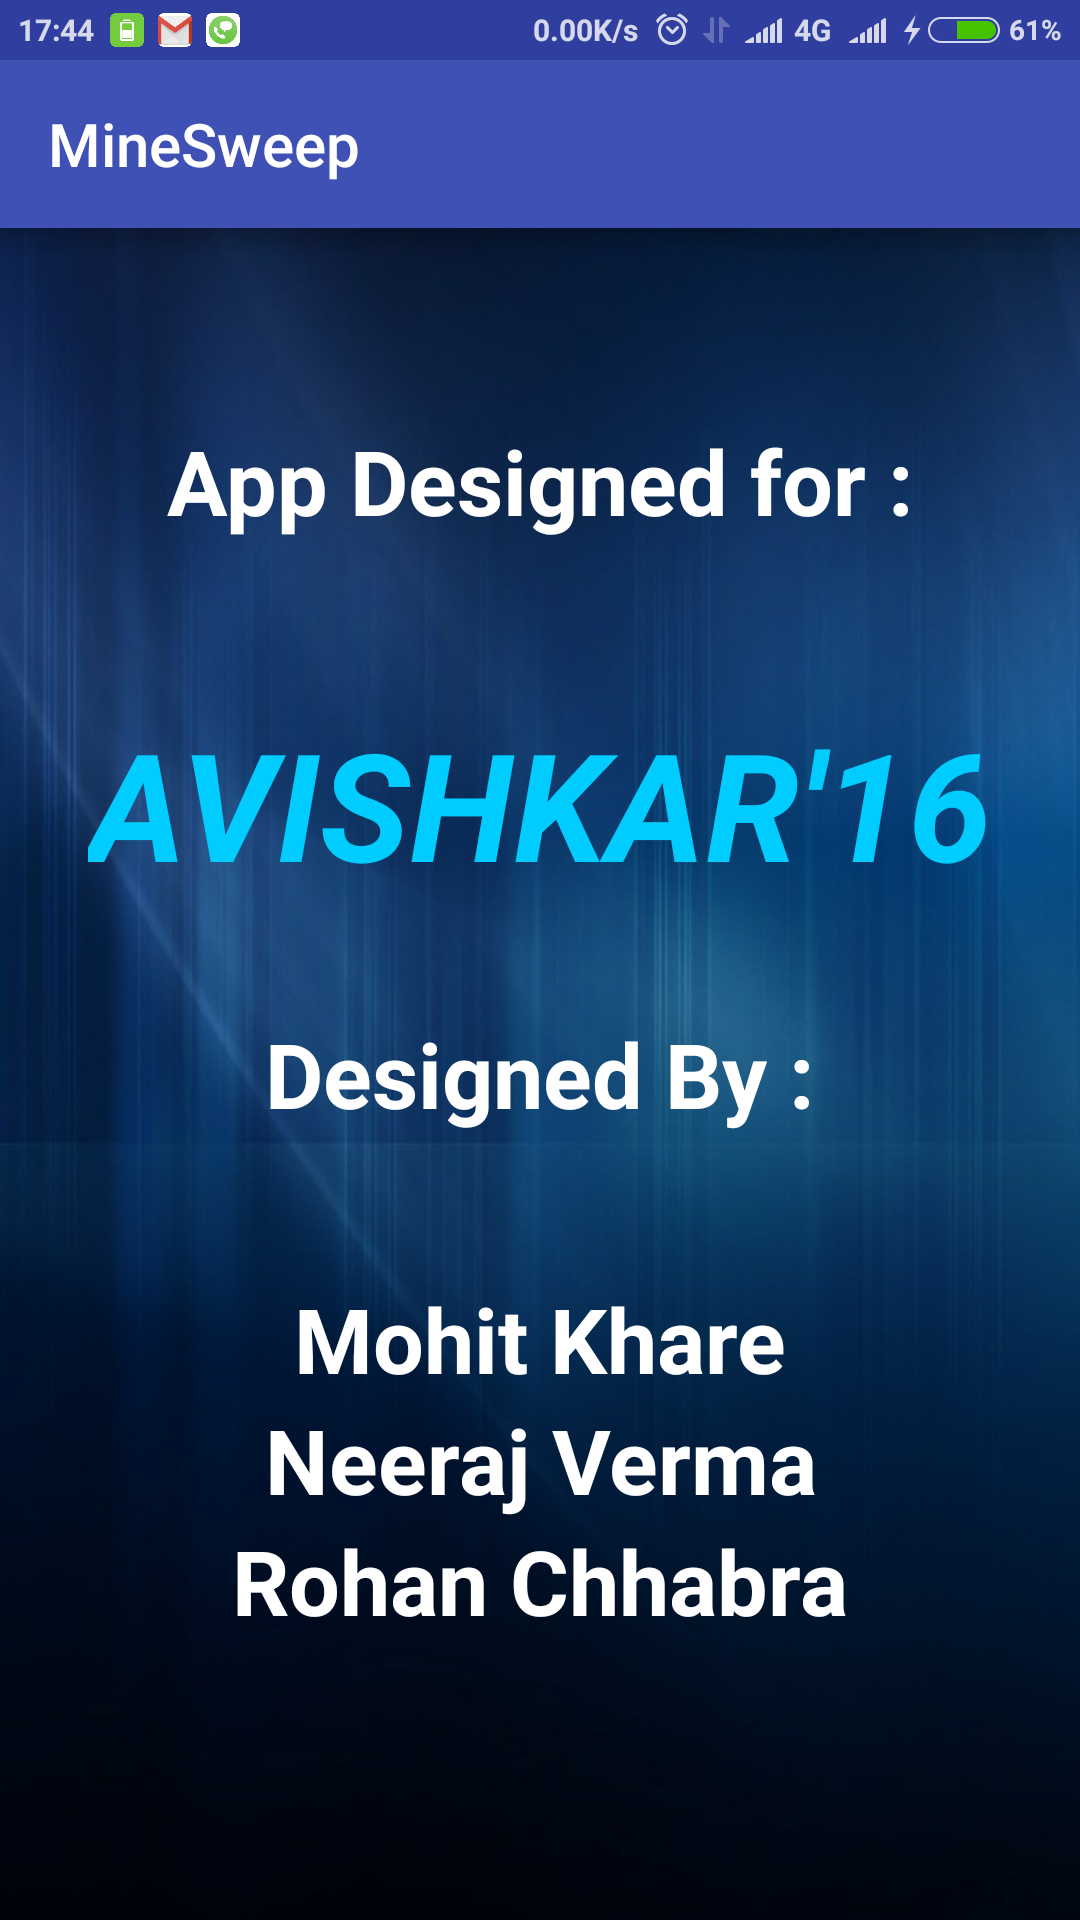 17:44 0.00K/s 4G 61%
MineSweep
App Designed for :
AVISHKAR'16
Designed By :
Mohit Khare
Neeraj Verma
Rohan Chhabra